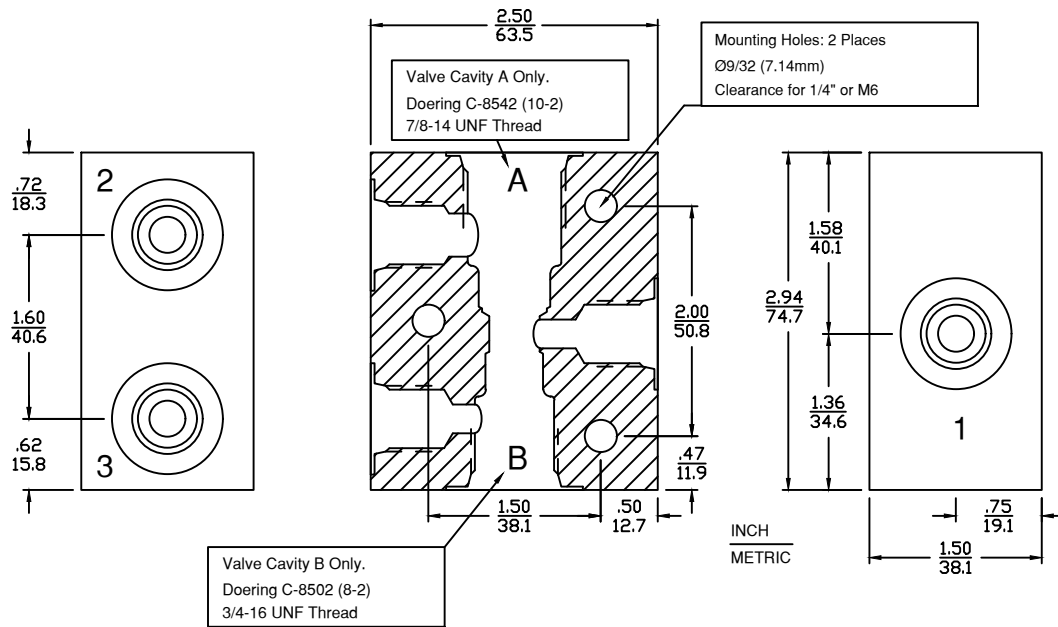 2.50
63.5
Mounting Holes: 2 Places
Ø9/32 (7.14mm)
Clearance for 1/4" or M6
Valve Cavity A Only.
Doering C-8542 (10-2)
7/8-14 UNF Thread
.72
18.3
2
1.60
40.6
.62
15.8
3
A
B
2.00
50.8
.47
11.9
1.50
38.1
.50
12.7
2.94
74.7
1.58
40.1
1.36
34.6
1
.75
19.1
1.50
38.1
INCH
METRIC
Valve Cavity B Only.
Doering C-8502 (8-2)
3/4-16 UNF Thread